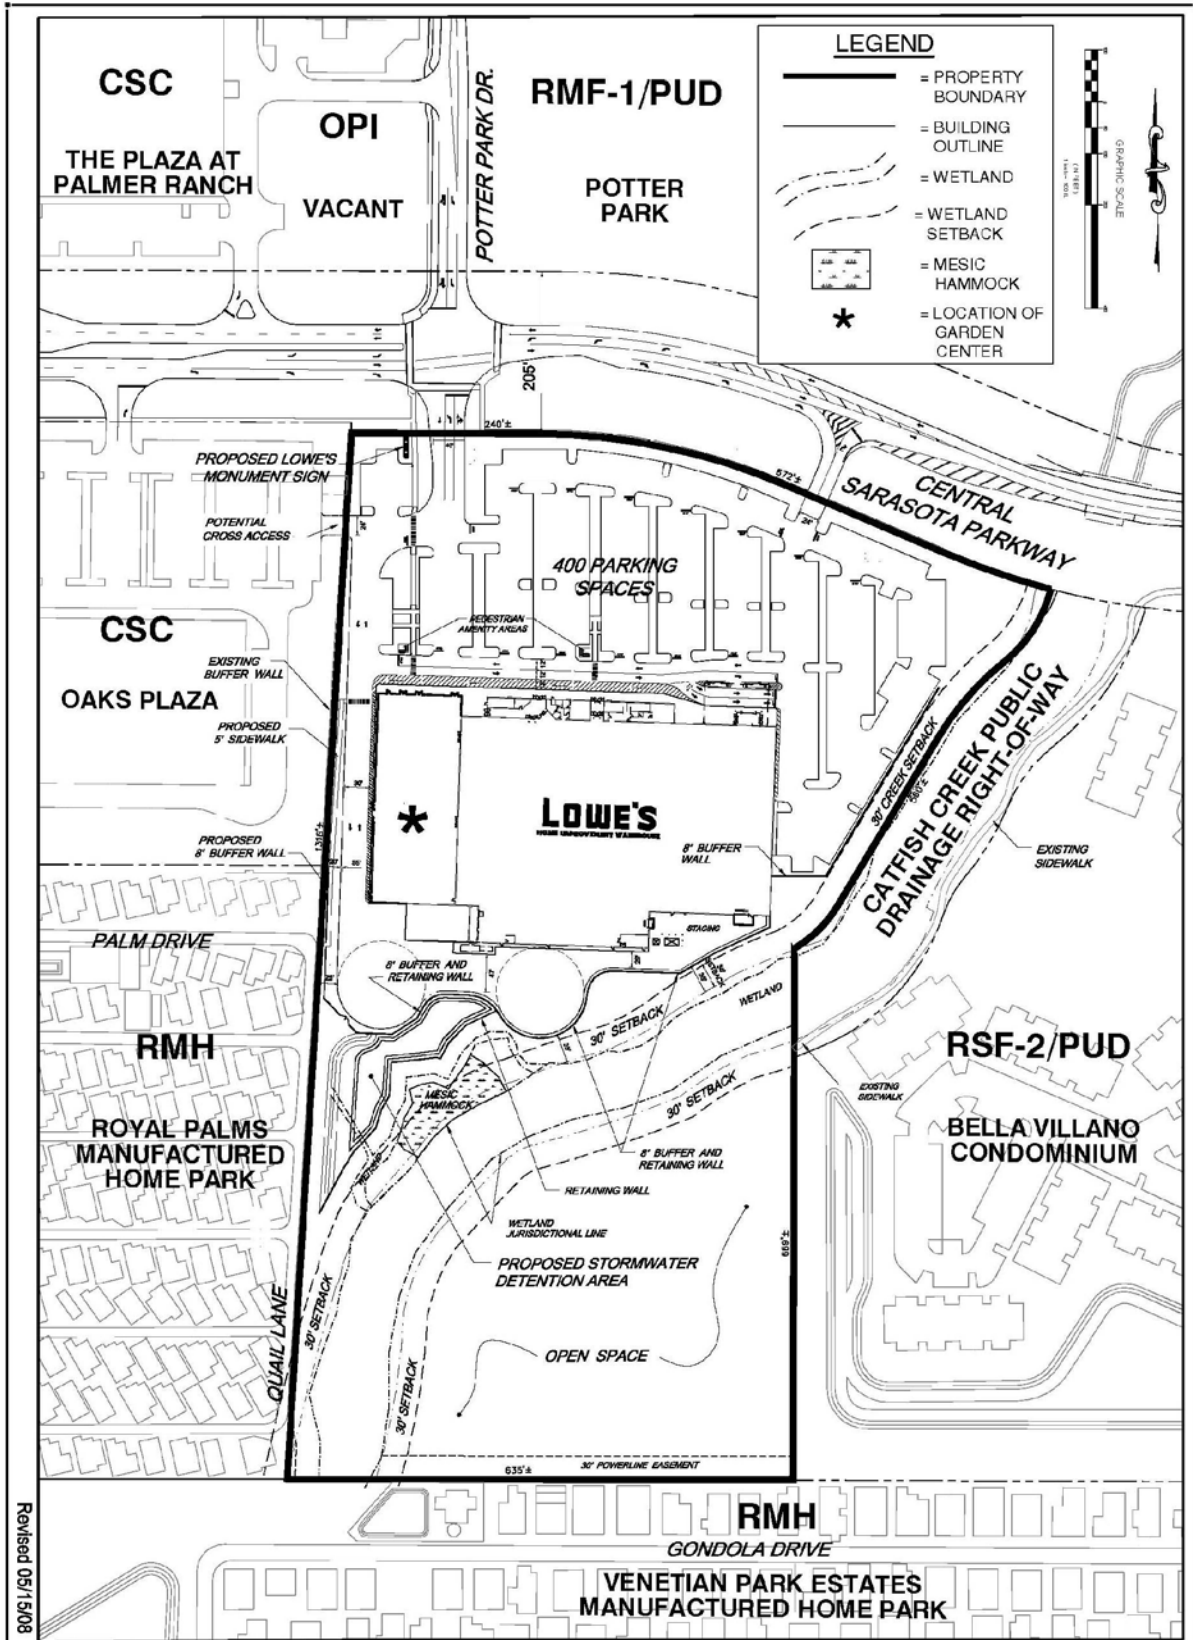 CSC
THE PLAZA AT
PALMER RANCH
OPI
VACANT
POTTER PARK DR.
RMF-1/PUD
POTTER
PARK
LEGEND
= PROPERTY
BOUNDARY
= BUILDING
OUTLINE
= WETLAND
= WETLAND
SETBACK
= MESIC
HAMMOCK
* = LOCATION OF
GARDEN
CENTER
GRAPHIC SCALE
205'
240'±
572'±
CENTRAL
SARASOTA PARKWAY
PROPOSED LOWE'S
MONUMENT SIGN
POTENTIAL
CROSS ACCESS
400 PARKING
SPACES
PEDESTRIAN
AMENITY AREAS
CSC
OAKS PLAZA
EXISTING
BUFFER WALL
PROPOSED
5' SIDEWALK
PROPOSED
8' BUFFER WALL
1316'±
*
LOWE'S
HOME IMPROVEMENT WAREHOUSE
8' BUFFER
WALL
30' CREEK SETBACK
560'±
CATFISH CREEK PUBLIC
DRAINAGE RIGHT-OF-WAY
EXISTING
SIDEWALK
STAGING
PALM DRIVE
8' BUFFER AND
RETAINING WALL
30' SETBACK
WETLAND
RMH
ROYAL PALMS
MANUFACTURED
HOME PARK
MESIC
HAMMOCK
30' SETBACK
EXISTING
SIDEWALK
RSF-2/PUD
BELLA VILLANO
CONDOMINIUM
8' BUFFER AND
RETAINING WALL
RETAINING WALL
WETLAND
JURISDICTIONAL LINE
PROPOSED STORMWATER
DETENTION AREA
669'±
QUAIL LANE
30' SETBACK
30' SETBACK
OPEN SPACE
30' POWERLINE EASEMENT
635'±
RMH
GONDOLA DRIVE
VENETIAN PARK ESTATES
MANUFACTURED HOME PARK
Revised 05/15/08